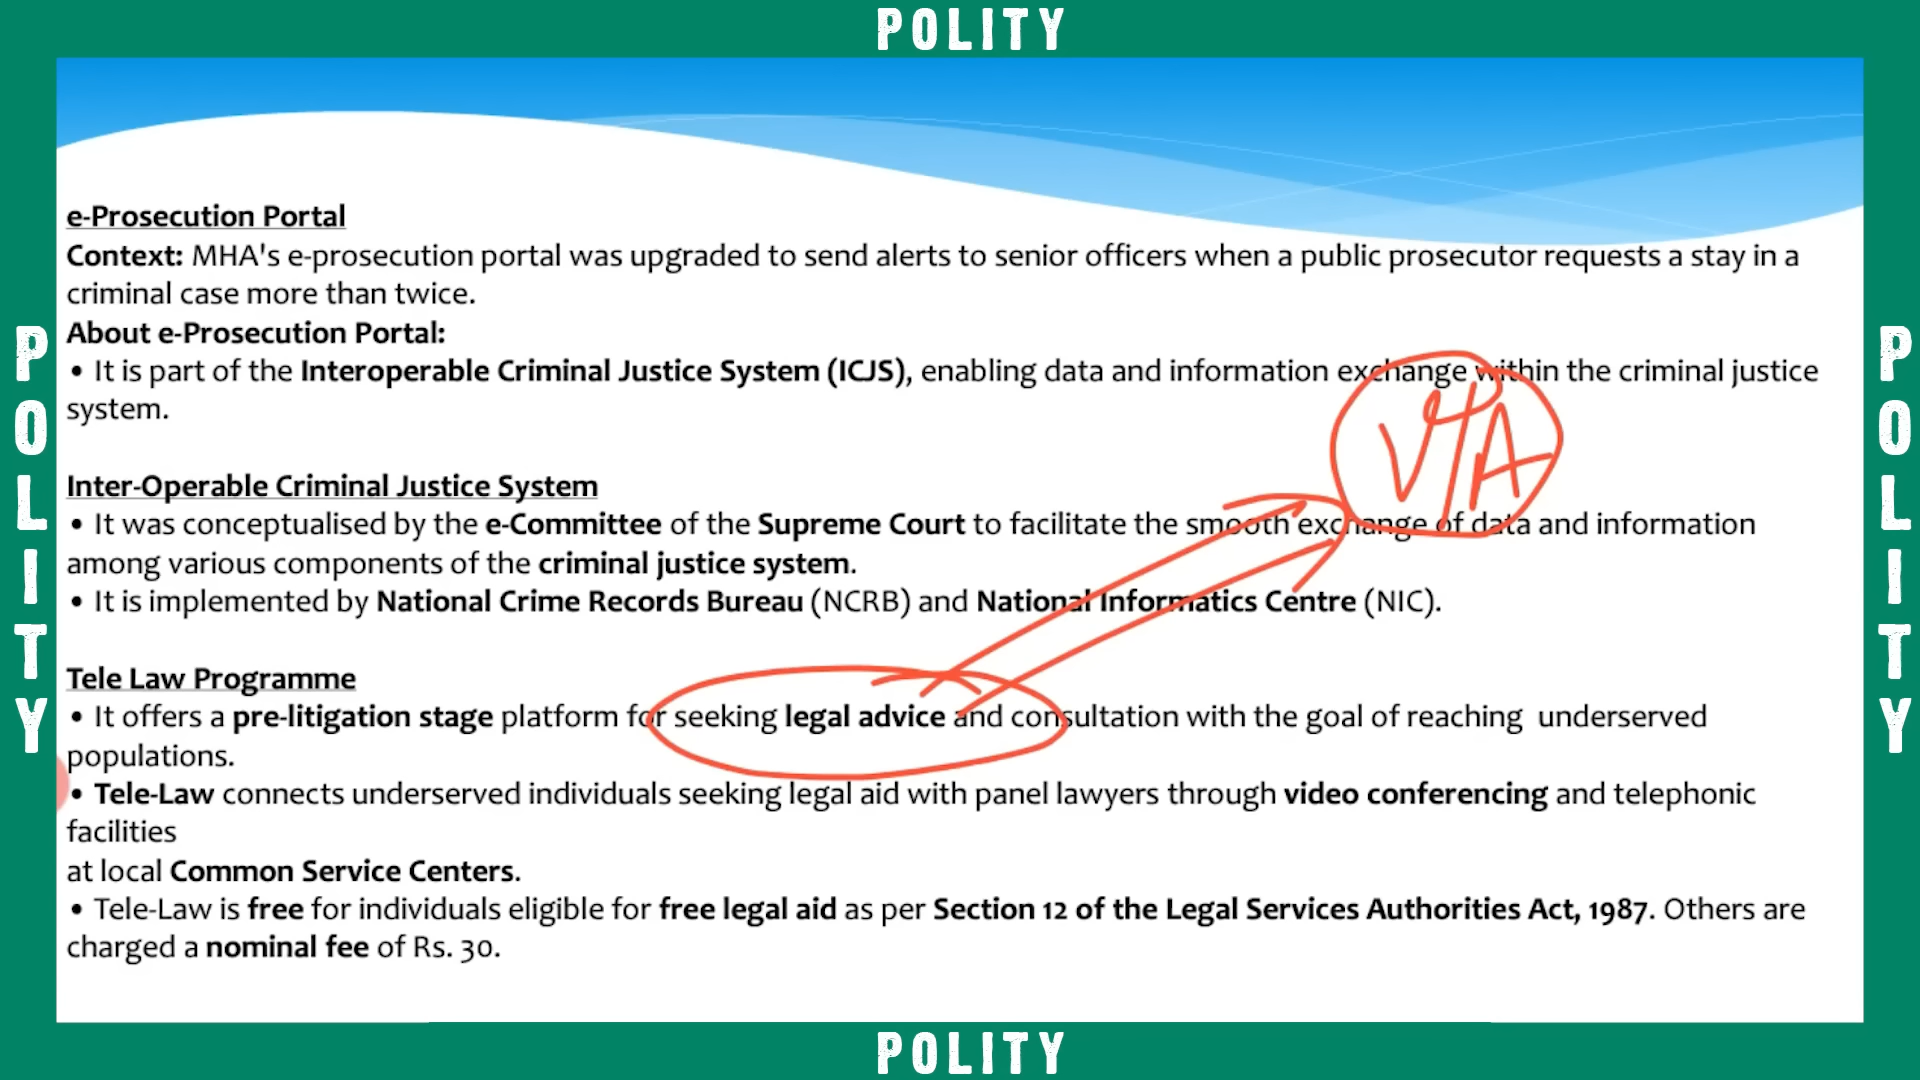 POLITY
e-Prosecution Portal
Context: MHA's e-prosecution portal was upgraded to send alerts to senior officers when a public prosecutor requests a stay in a
criminal case more than twice.
About e-Prosecution Portal:
• It is part of the Interoperable Criminal Justice System (ICJS), enabling data and information exchange within the criminal justice
system.
Inter-Operable Criminal Justice System
• It was conceptualised by the e-Committee of the Supreme Court to facilitate the smooth exchange of data and information
among various components of the criminal justice system.
• It is implemented by National Crime Records Bureau (NCRB) and National Informatics Centre (NIC).
Tele Law Programme
• It offers a pre-litigation stage platform for seeking legal advice and consultation with the goal of reaching underserved
populations.
• Tele-Law connects underserved individuals seeking legal aid with panel lawyers through video conferencing and telephonic
facilities
at local Common Service Centers.
• Tele-Law is free for individuals eligible for free legal aid as per Section 12 of the Legal Services Authorities Act, 1987. Others are
charged a nominal fee of Rs. 30.
POLITY
POLITY
POLITY